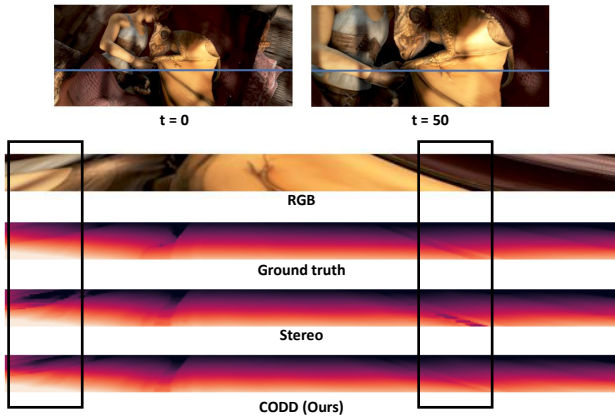 t = 0
t = 50
RGB
Ground truth
Stereo
CODD (Ours)